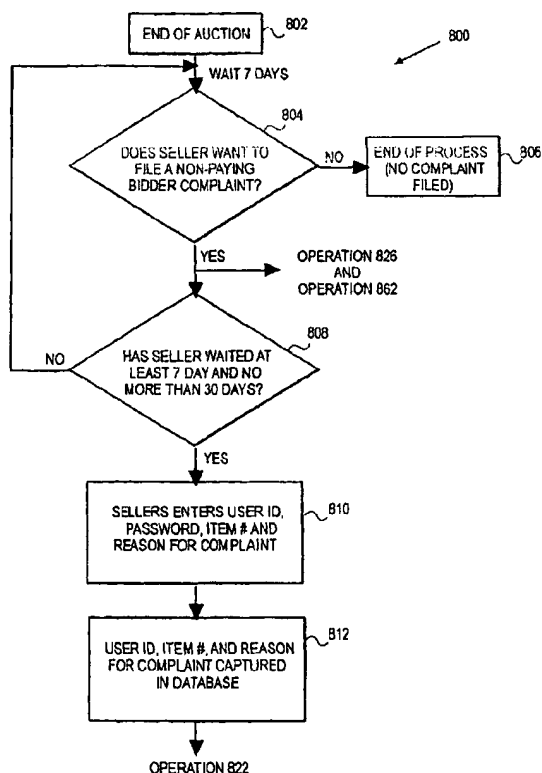 END OF AUCTION
802
800
WAIT 7 DAYS
804
DOES SELLER WANT TO
FILE A NON-PAYING
BIDDER COMPLAINT?
NO
END OF PROCESS
(NO COMPLAINT
FILED)
806
YES
OPERATION 826
AND
OPERATION 862
808
NO
HAS SELLER WAITED AT
LEAST 7 DAY AND NO
MORE THAN 30 DAYS?
YES
SELLERS ENTERS USER ID,
PASSWORD, ITEM # AND
REASON FOR COMPLAINT
810
USER ID, ITEM #, AND REASON
FOR COMPLAINT CAPTURED
IN DATABASE
812
OPERATION 822